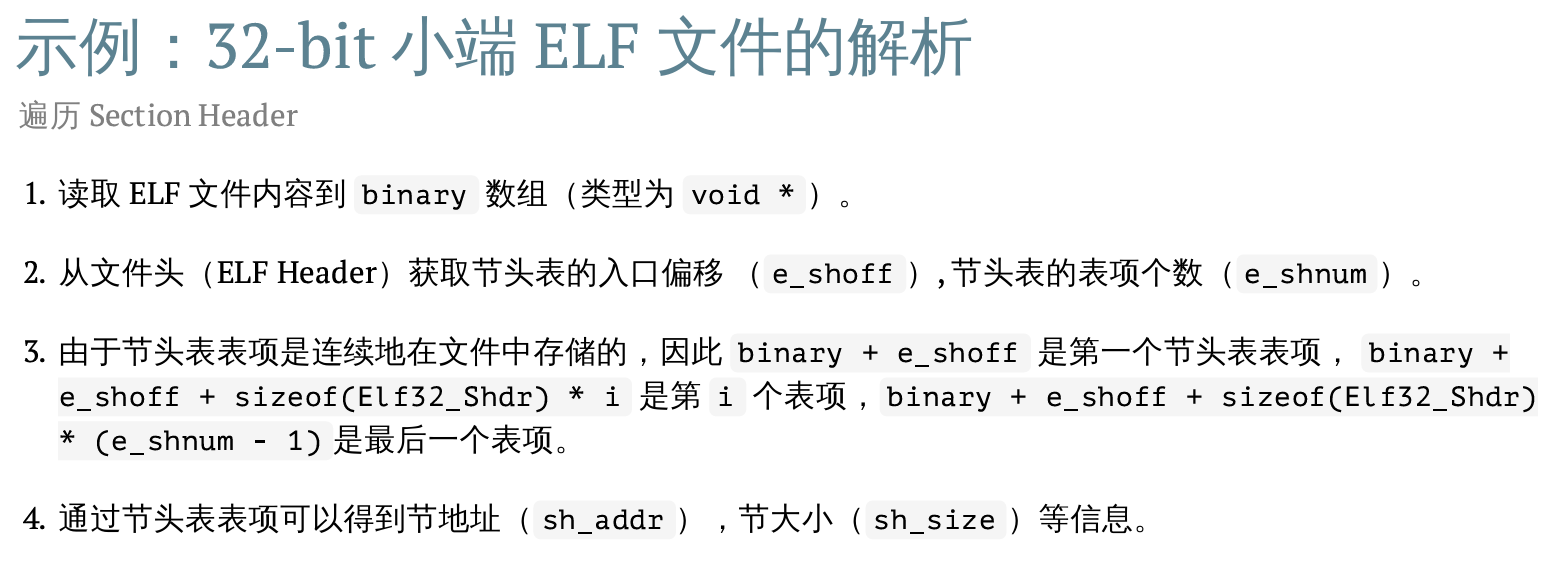 示例：32-bit 小端 ELF 文件的解析
遍历 Section Header
1. 读取 ELF 文件内容到 binary 数组（类型为 void *）。
2. 从文件头（ELF Header）获取节头表的入口偏移 （e_shoff）, 节头表的表项个数（e_shnum）。
3. 由于节头表表项是连续地在文件中存储的，因此 binary + e_shoff 是第一个节头表表项， binary +
e_shoff + sizeof(Elf32_Shdr) * i 是第 i 个表项，binary + e_shoff + sizeof(Elf32_Shdr)
* (e_shnum - 1) 是最后一个表项。
4. 通过节头表表项可以得到节地址（sh_addr），节大小（sh_size）等信息。